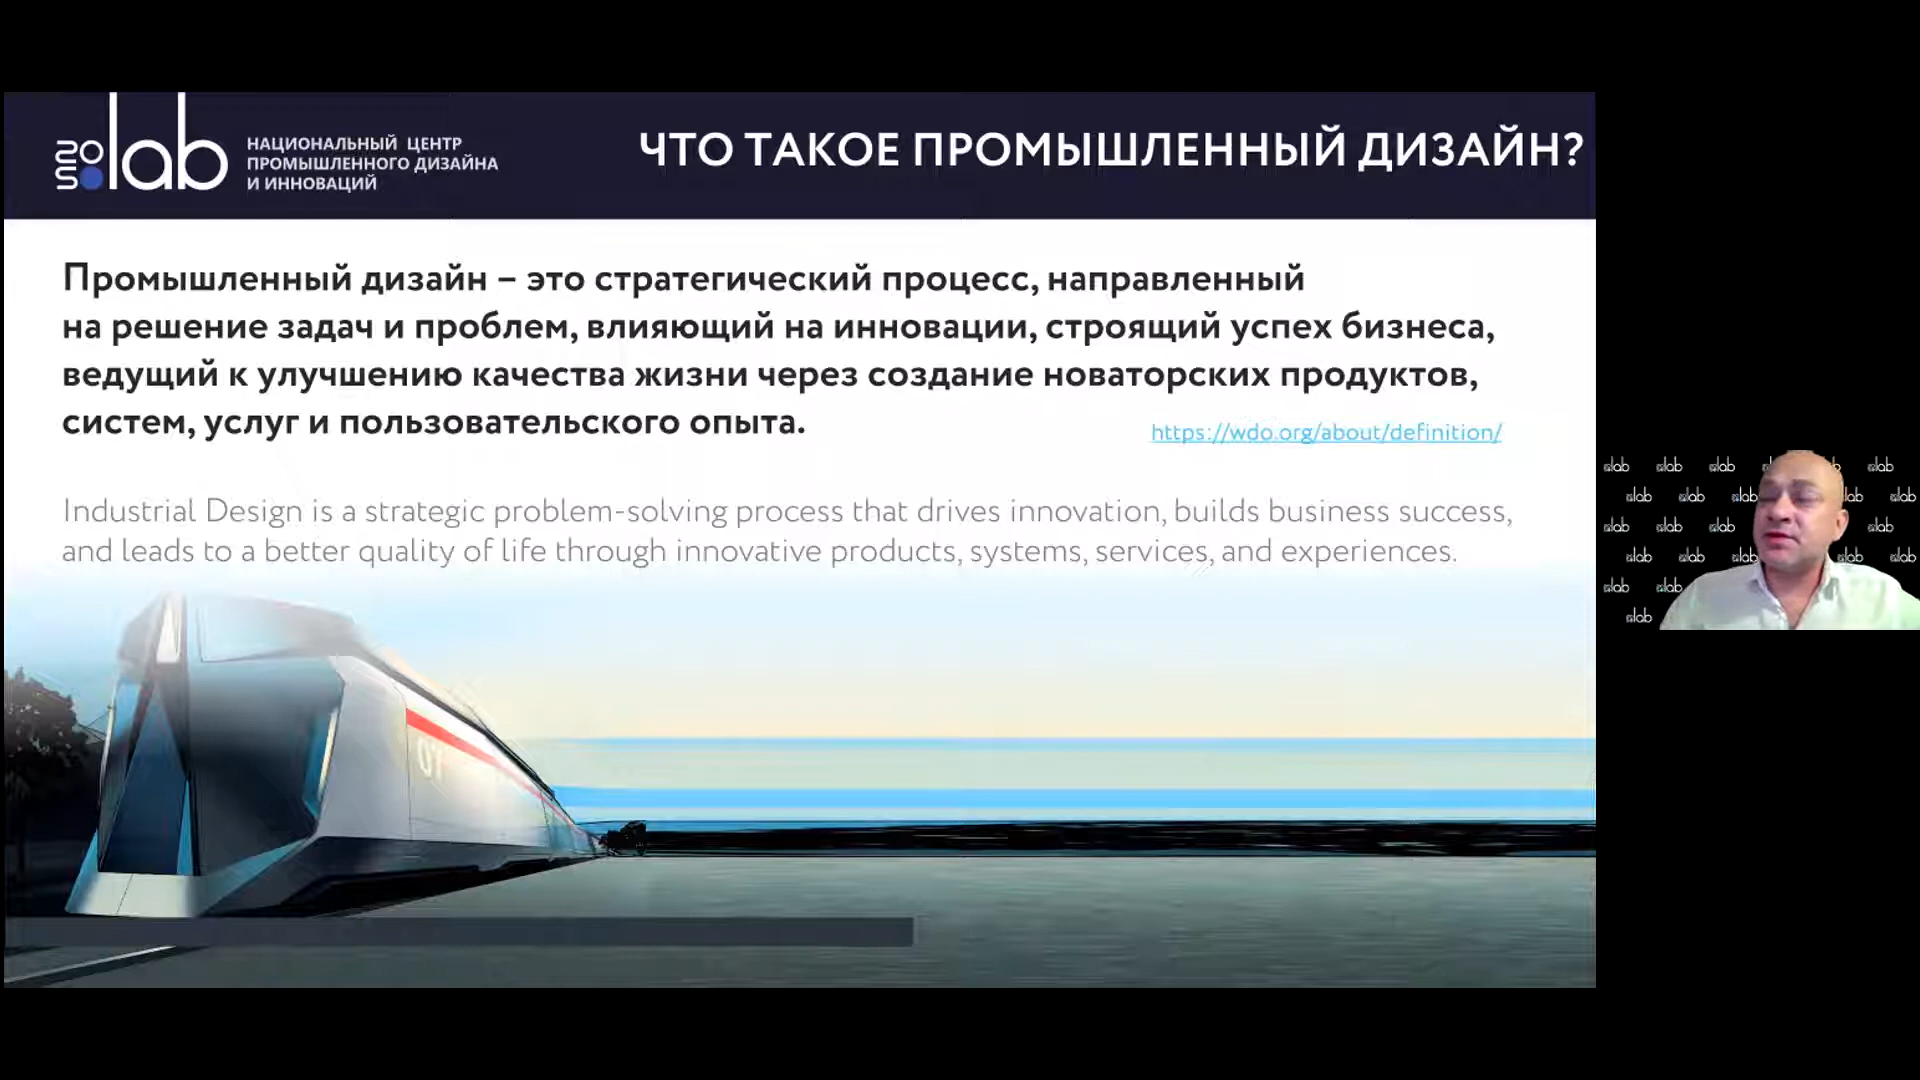 lab
НАЦИОНАЛЬНЫЙ ЦЕНТР
ПРОМЫШЛЕННОГО ДИЗАЙНА
И ИННОВАЦИЙ
ЧТО ТАКОЕ ПРОМЫШЛЕННЫЙ ДИЗАЙН?
Промышленный дизайн – это стратегический процесс, направленный
на решение задач и проблем, влияющий на инновации, строящий успех бизнеса,
ведущий к улучшению качества жизни через создание новаторских продуктов,
систем, услуг и пользовательского опыта.
https://wdo.org/about/definition/
Industrial Design is a strategic problem-solving process that drives innovation, builds business success,
and leads to a better quality of life through innovative products, systems, services, and experiences.